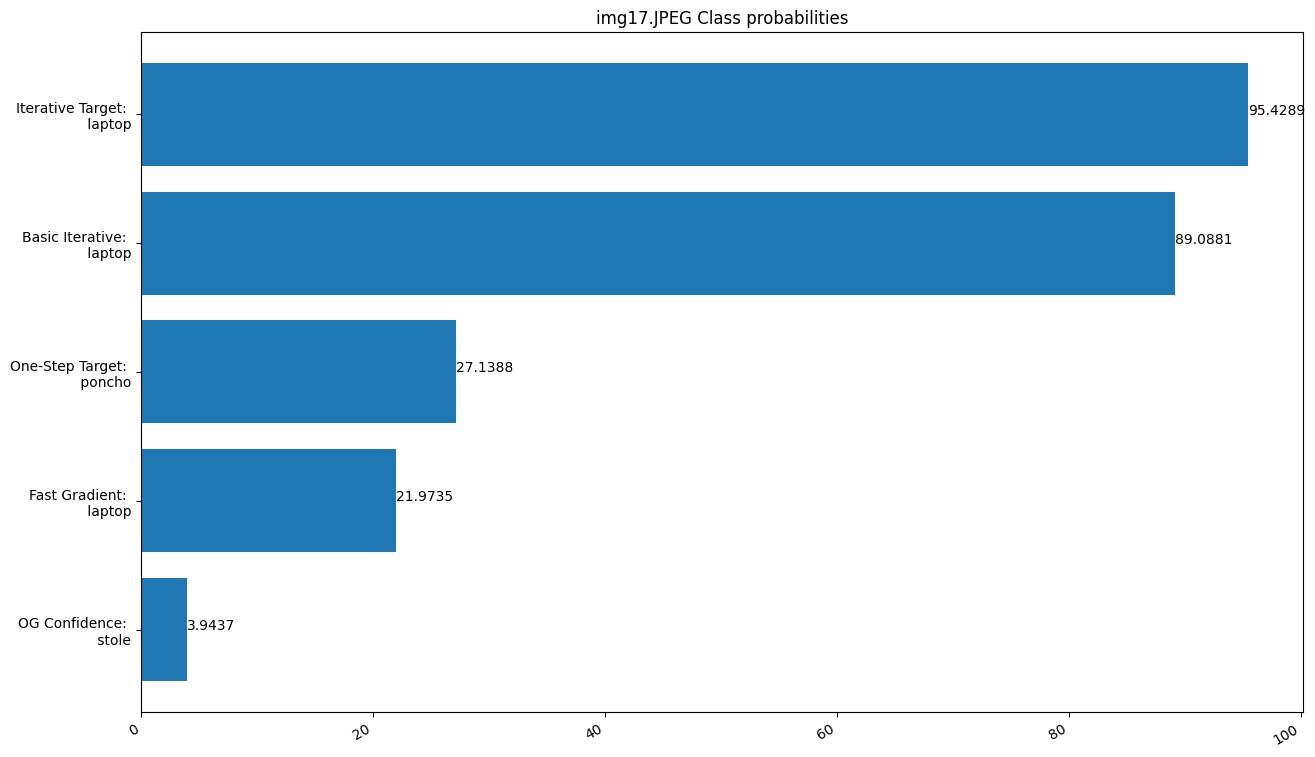 img17.JPEG Class probabilities
Iterative Target:
laptop
95.4289
Basic Iterative:
laptop
89.0881
One-Step Target:
poncho
27.1388
Fast Gradient:
laptop
21.9735
OG Confidence:
stole
3.9437
0
20
40
60
80
100